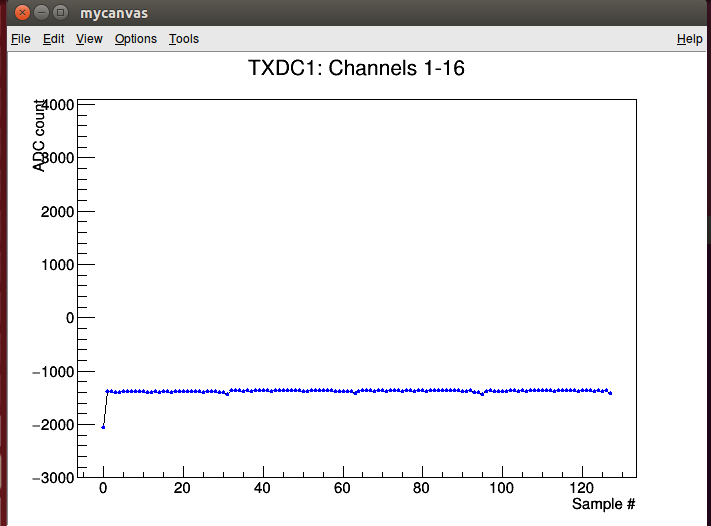 mycanvas
File Edit View Options Tools Help
TXDC1: Channels 1-16
ADC count
4000
3000
2000
1000
0
−1000
−2000
−3000
0 20 40 60 80 100 120
Sample #